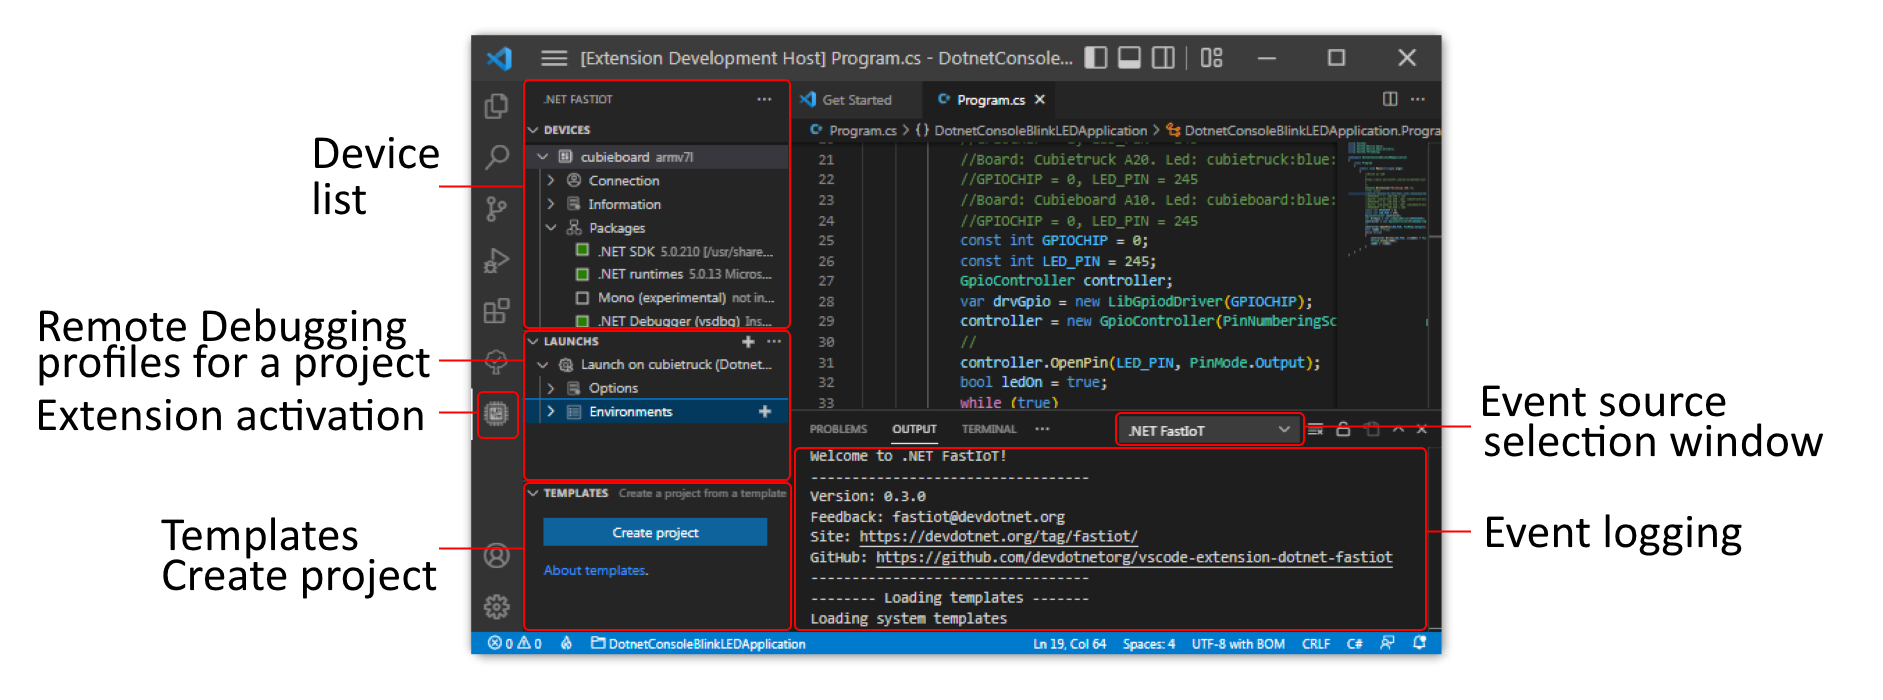 [Extension Development Host] Program.cs - DotnetConsole...
.NET FASTIOT
DEVICES
cubieboard armv7l
Connection
Information
Packages
.NET SDK 5.0.210 [/usr/share...
.NET runtimes 5.0.13 Micros...
Mono (experimental) not in...
.NET Debugger (vsdbg) Ins...
LAUNCHS
Launch on cubietruck (Dotnet...
Options
Environments
TEMPLATES Create a project from a template
Create project
About templates.
Get Started
Program.cs
Program.cs > {} DotnetConsoleBlinkLEDApplication > DotnetConsoleBlinkLEDApplication.Progra
21 //Board: Cubietruck A20. Led: cubietruck:blue:
22 //GPIOCHIP = 0, LED_PIN = 245
23 //Board: Cubieboard A10. Led: cubieboard:blue:
24 //GPIOCHIP = 0, LED_PIN = 245
25 const int GPIOCHIP = 0;
26 const int LED_PIN = 245;
27 GpioController controller;
28 var drvGpio = new LibGpiodDriver(GPIOCHIP);
29 controller = new GpioController(PinNumberingSc
30 //
31 controller.OpenPin(LED_PIN, PinMode.Output);
32 bool ledOn = true;
33 while (true)
PROBLEMS OUTPUT TERMINAL ...
.NET FastIoT
Welcome to .NET FastIoT!
----------------------------------
Version: 0.3.0
Feedback: fastiot@devdotnet.org
Site: https://devdotnet.org/tag/fastiot/
GitHub: https://github.com/devdotnetorg/vscode-extension-dotnet-fastiot
----------------------------------
-------- Loading templates -------
Loading system templates
0 0 DotnetConsoleBlinkLEDApplication
Ln 19, Col 64 Spaces: 4 UTF-8 with BOM CRLF C#
Device
list
Remote Debugging
profiles for a project
Extension activation
Templates
Create project
Event source
selection window
Event logging